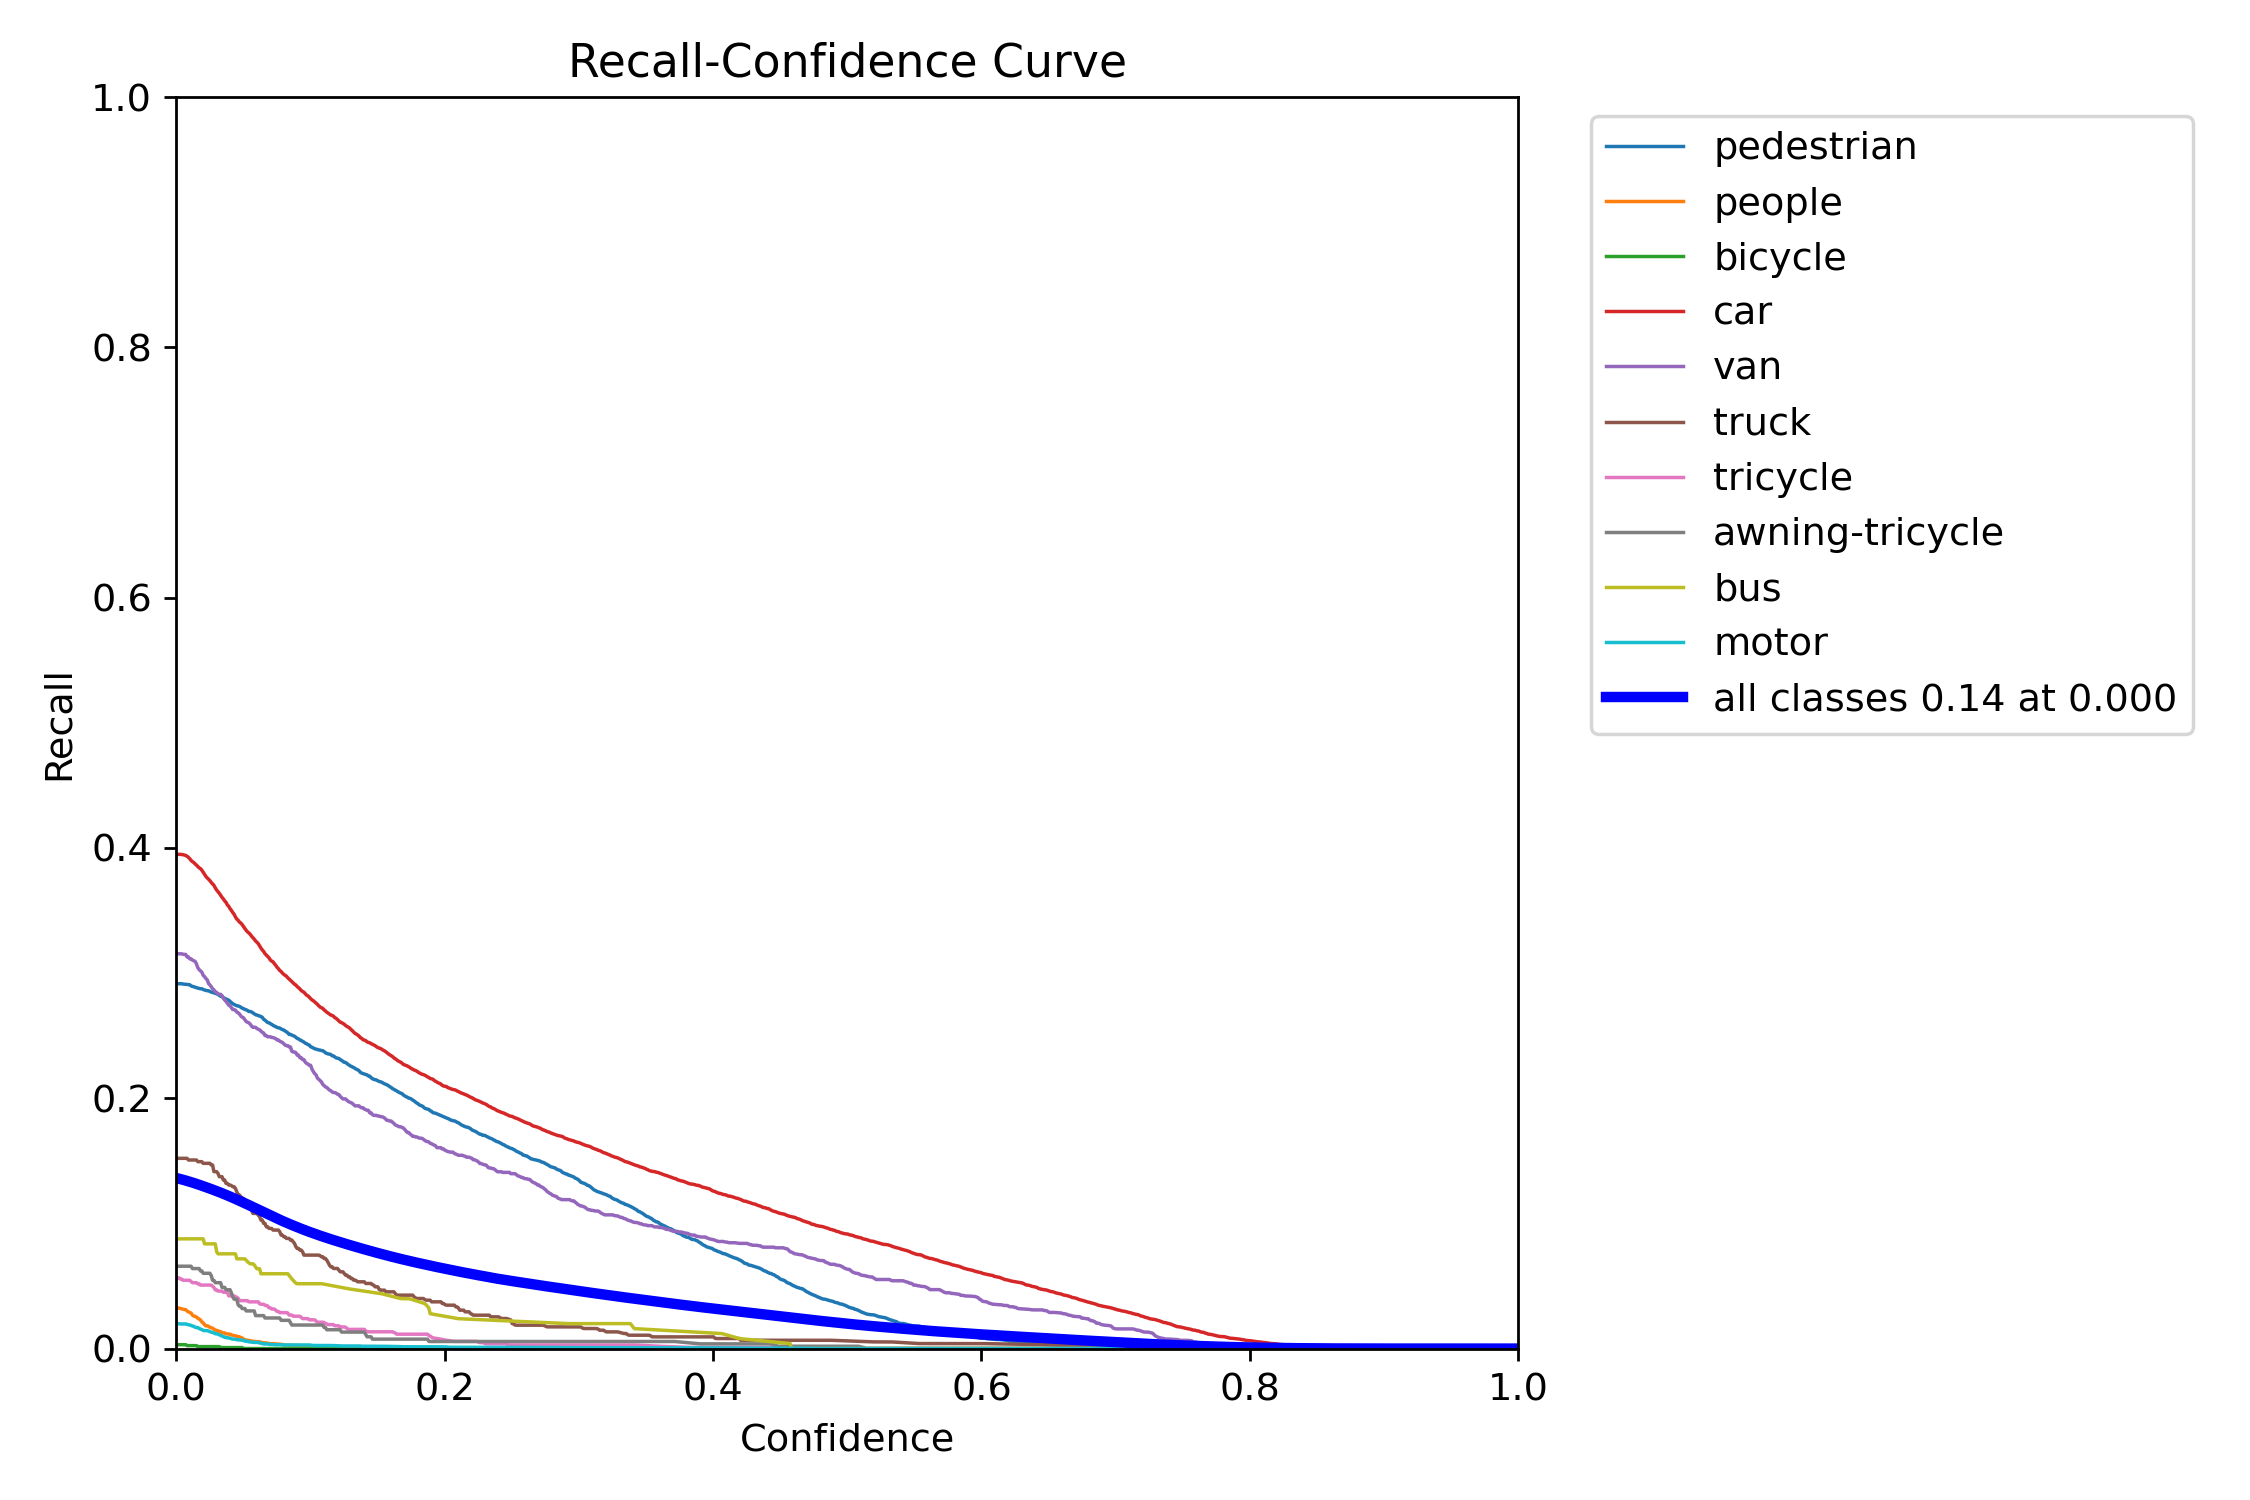 Recall-Confidence Curve
1.0
0.8
0.6
0.4
0.2
0.0
Recall
0.0 0.2 0.4 0.6 0.8 1.0
Confidence
pedestrian
people
bicycle
car
van
truck
tricycle
awning-tricycle
bus
motor
all classes 0.14 at 0.000